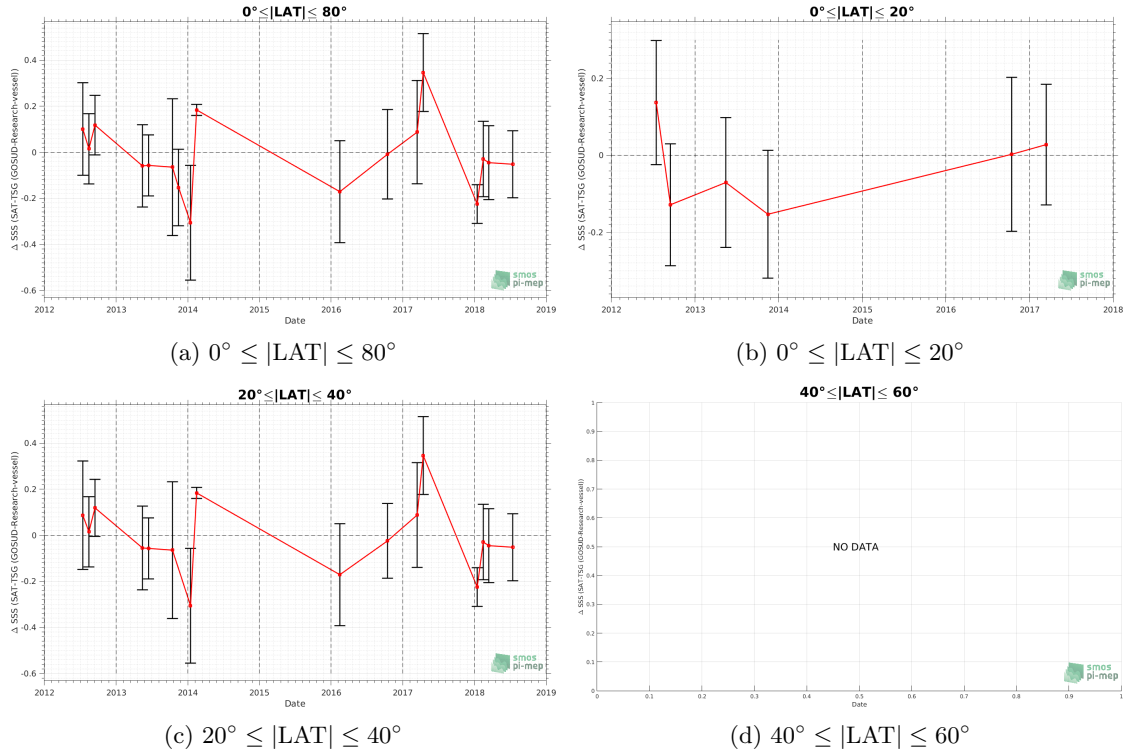 0°≤|LAT|≤ 80°
Δ SSS (SAT-TSG (GOSUD-Research-vessel))
0.4
0.2
0
-0.2
-0.4
-0.6
2012 2013 2014 2015 2016 2017 2018 2019
Date
smos
pi-mep
(a) 0° ≤ |LAT| ≤ 80°
0°≤|LAT|≤ 20°
Δ SSS (SAT-TSG (GOSUD-Research-vessel))
0.2
0
-0.2
2012 2013 2014 2015 2016 2017 2018
Date
smos
pi-mep
(b) 0° ≤ |LAT| ≤ 20°
20°≤|LAT|≤ 40°
Δ SSS (SAT-TSG (GOSUD-Research-vessel))
0.4
0.2
0
-0.2
-0.4
-0.6
2012 2013 2014 2015 2016 2017 2018 2019
Date
smos
pi-mep
(c) 20° ≤ |LAT| ≤ 40°
40°≤|LAT|≤ 60°
Δ SSS (SAT-TSG (GOSUD-Research-vessel))
1
0.9
0.8
0.7
0.6
0.5
0.4
0.3
0.2
0.1
0
NO DATA
0 0.1 0.2 0.3 0.4 0.5 0.6 0.7 0.8 0.9 1
Date
smos
pi-mep
(d) 40° ≤ |LAT| ≤ 60°